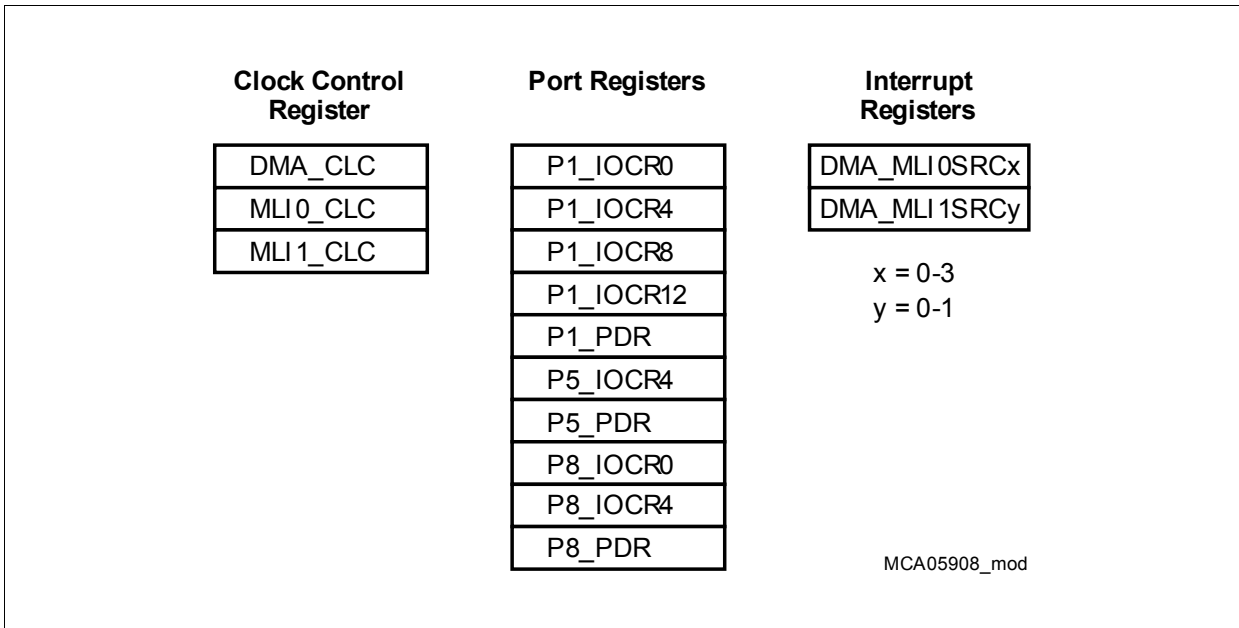 Clock Control
Register
DMA_CLC
MLI0_CLC
MLI1_CLC
Port Registers
P1_IOCR0
P1_IOCR4
P1_IOCR8
P1_IOCR12
P1_PDR
P5_IOCR4
P5_PDR
P8_IOCR0
P8_IOCR4
P8_PDR
Interrupt
Registers
DMA_MLI0SRCx
DMA_MLI1SRCy
x = 0-3
y = 0-1
MCA05908_mod